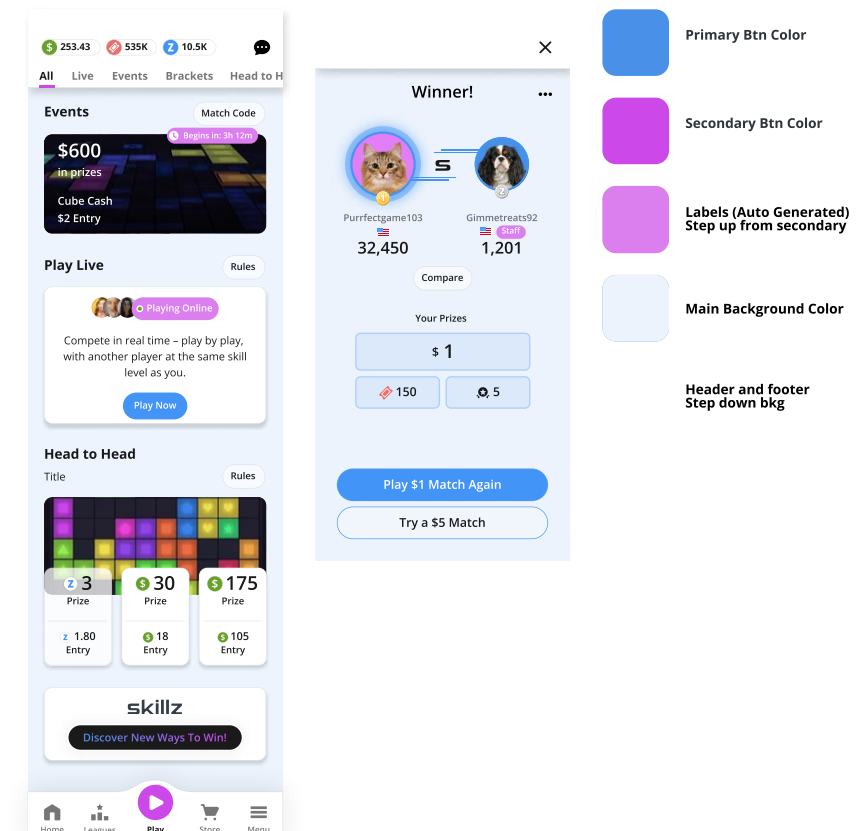 253.43
535K
Z 10.5K
All Live Events Brackets Head to H
Events
Match Code
Begins in: 3h 12m
$600
in prizes
Cube Cash
$2 Entry
Play Live
Rules
Playing Online
Compete in real time – play by play,
with another player at the same skill
level as you.
Play Now
Head to Head
Title
Rules
Z 3
Prize
z 1.80
Entry
$ 30
Prize
$ 18
Entry
$ 175
Prize
$ 105
Entry
skillz
Discover New Ways To Win!
Home Leagues Play Store Menu
Winner!
S
1
2
Purrfectgame103
Gimmetreats92
Staff
32,450
1,201
Compare
Your Prizes
$ 1
150
5
Play $1 Match Again
Try a $5 Match
Primary Btn Color
Secondary Btn Color
Labels (Auto Generated)
Step up from secondary
Main Background Color
Header and footer
Step down bkg